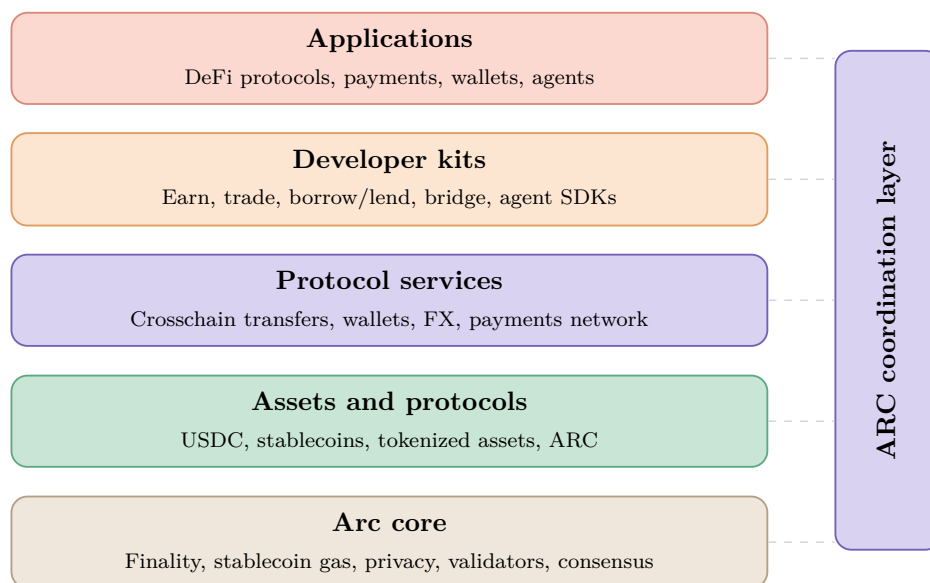 Applications
DeFi protocols, payments, wallets, agents
Developer kits
Earn, trade, borrow/lend, bridge, agent SDKs
Protocol services
Crosschain transfers, wallets, FX, payments network
Assets and protocols
USDC, stablecoins, tokenized assets, ARC
Arc core
Finality, stablecoin gas, privacy, validators, consensus
ARC coordination layer